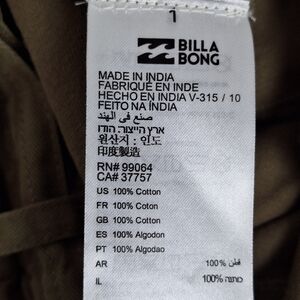 1
BILLA
BONG
MADE IN INDIA
FABRIQUÉ EN INDE
HECHO EN INDIA V-315 / 10
FEITO NA ÍNDIA
صنع في الهند
ארץ הייצור: הודו
원산지 : 인도
印度製造
RN# 99064
CA# 37757
US 100% Cotton
FR 100% Coton
GB 100% Cotton
ES 100% Algodon
PT 100% Algodao
AR 100% قطن
IL 100% כותנה